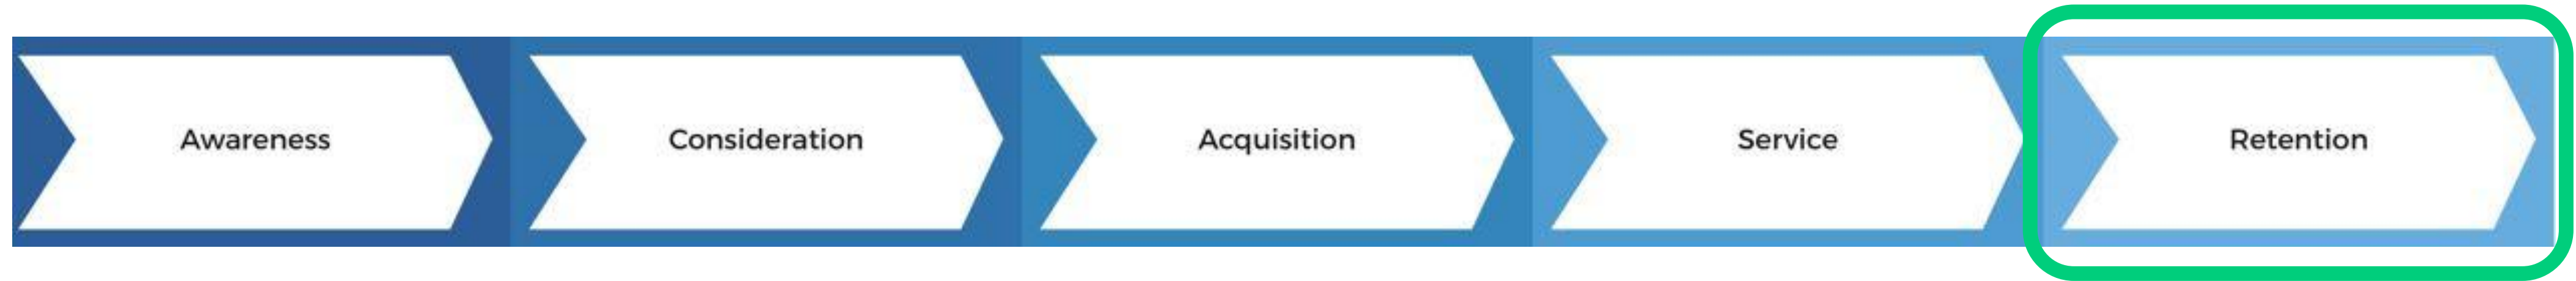 Awareness
Consideration
Acquisition
Service
Retention